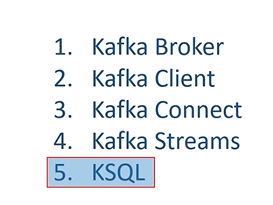 1. Kafka Broker
2. Kafka Client
3. Kafka Connect
4. Kafka Streams
5. KSQL